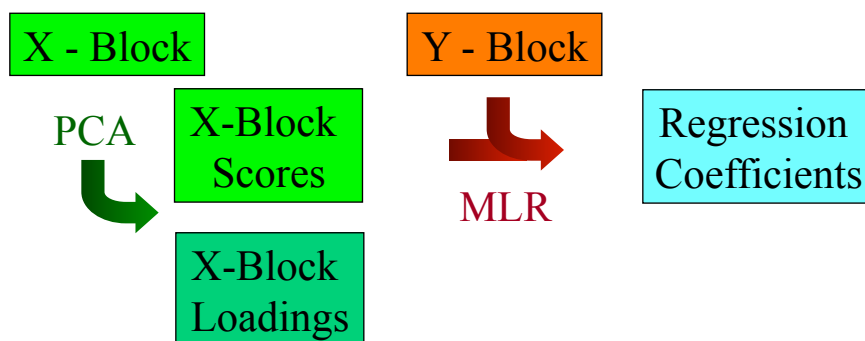 X - Block
Y - Block
PCA
X-Block
Scores
MLR
Regression
Coefficients
X-Block
Loadings